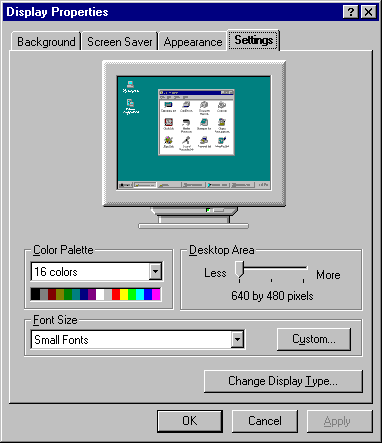 Display Properties
Background Screen Saver Appearance Settings
Color Palette
16 colors
Desktop Area
Less More
640 by 480 pixels
Font Size
Small Fonts
Custom...
Change Display Type...
OK Cancel Apply